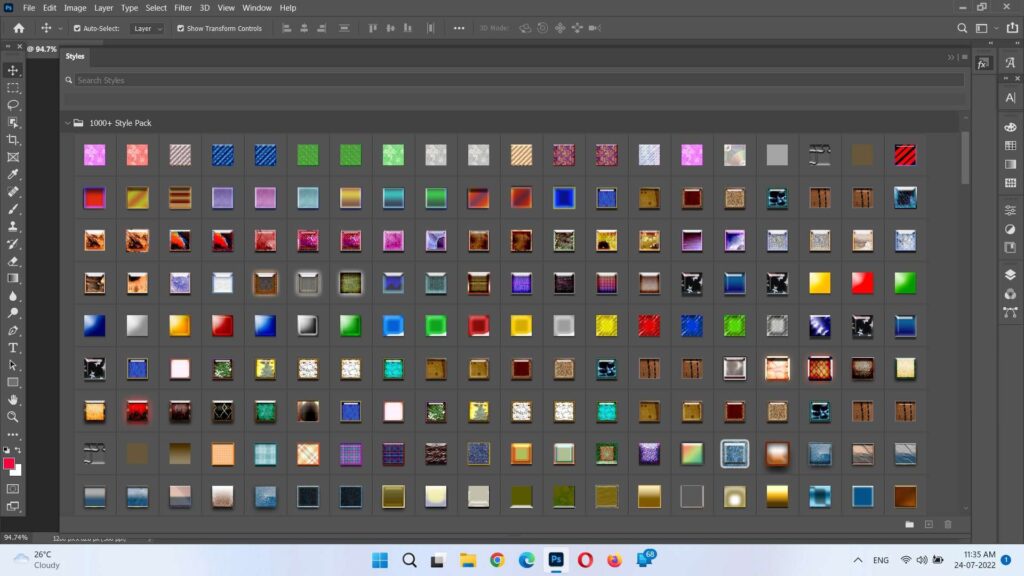 Ps File Edit Image Layer Type Select Filter 3D View Window Help
Auto-Select: Layer Show Transform Controls 3D Mode:
@ 94.7%
Styles
Search Styles
1000+ Style Pack
94.74%
26°C
Cloudy
Ps
68
ENG
11:35 AM
24-07-2022
1